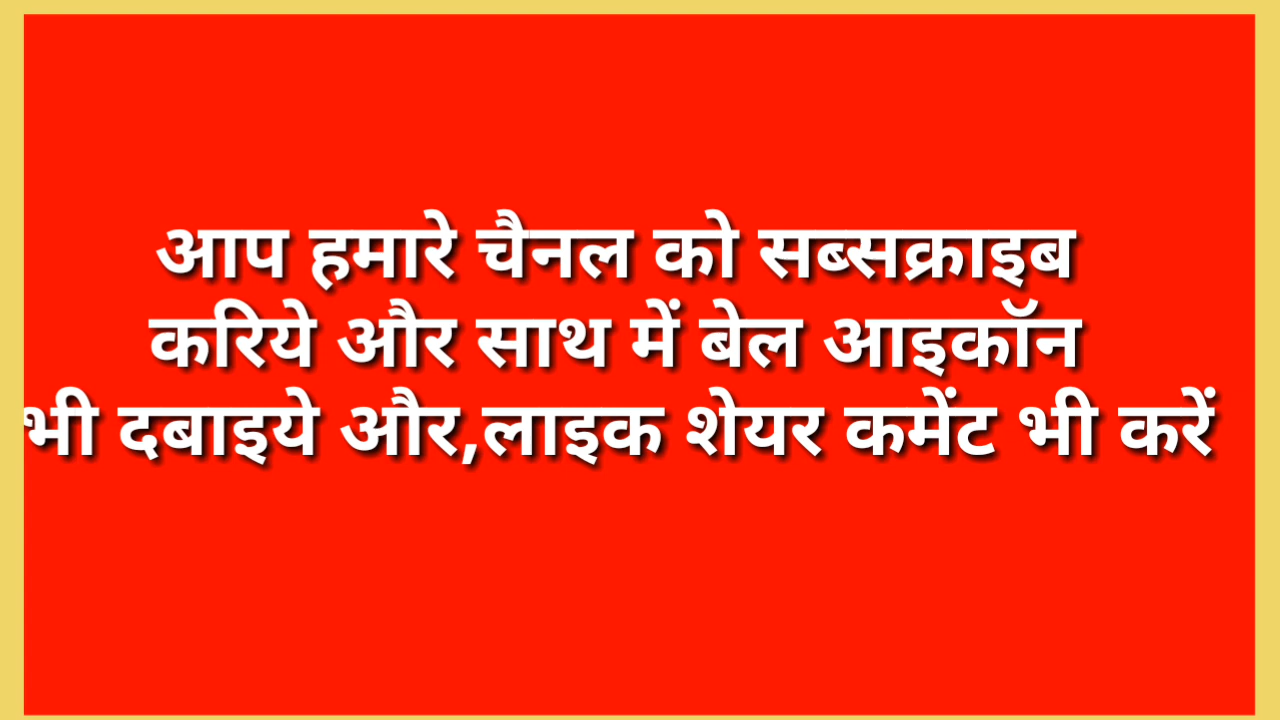 आप हमारे चैनल को सब्सक्राइब
करिये और साथ में बेल आइकॉन
भी दबाइये और,लाइक शेयर कमेंट भी करें